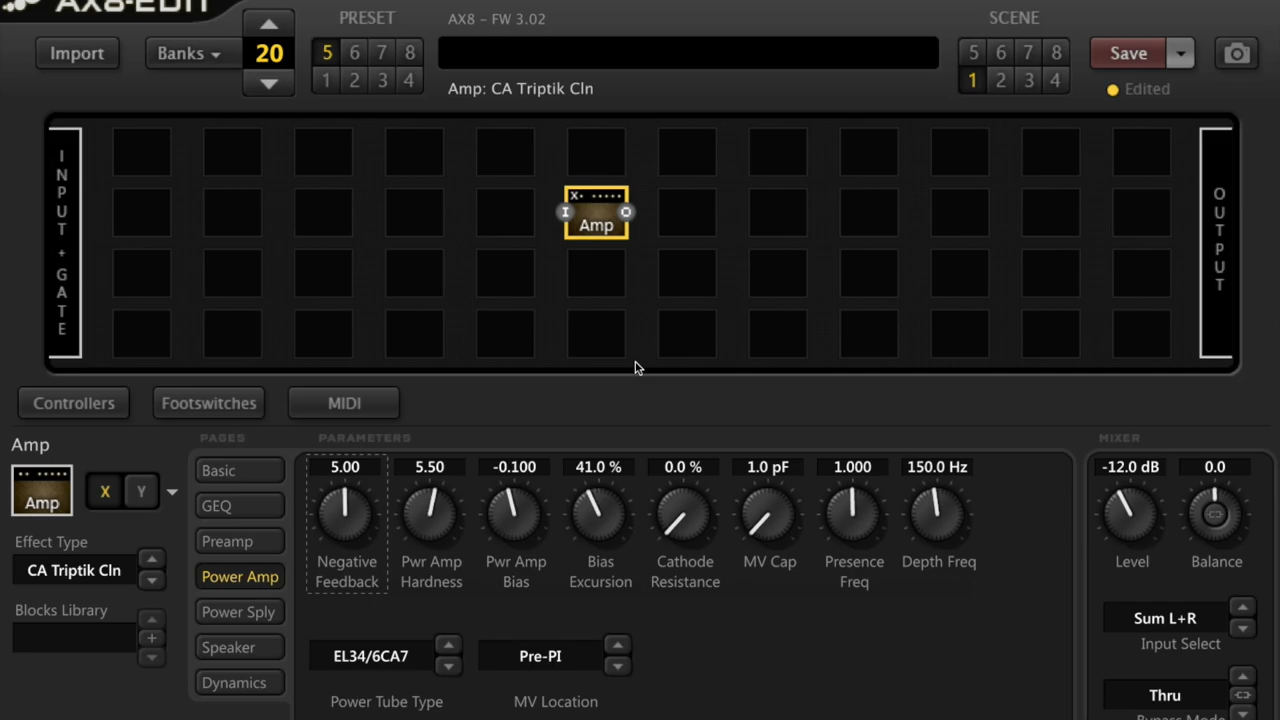 AX8-EDIT
PRESET
AX8 - FW 3.02
SCENE
Import
Banks
20
5 6 7 8
1 2 3 4
5 6 7 8
1 2 3 4
Save
Amp: CA Triptik Cln
Edited
INPUT + GATE
X
I
O
Amp
OUTPUT
Controllers
Footswitches
MIDI
Amp
PAGES
PARAMETERS
MIXER
Amp
X
Y
Effect Type
CA Triptik Cln
Blocks Library
Basic
GEQ
Preamp
Power Amp
Power Sply
Speaker
Dynamics
5.00
5.50
-0.100
41.0 %
0.0 %
1.0 pF
1.000
150.0 Hz
Negative
Feedback
Pwr Amp
Hardness
Pwr Amp
Bias
Bias
Excursion
Cathode
Resistance
MV Cap
Presence
Freq
Depth Freq
EL34/6CA7
Power Tube Type
Pre-PI
MV Location
-12.0 dB
0.0
Level
Balance
Sum L+R
Input Select
Thru
Bypass Mode